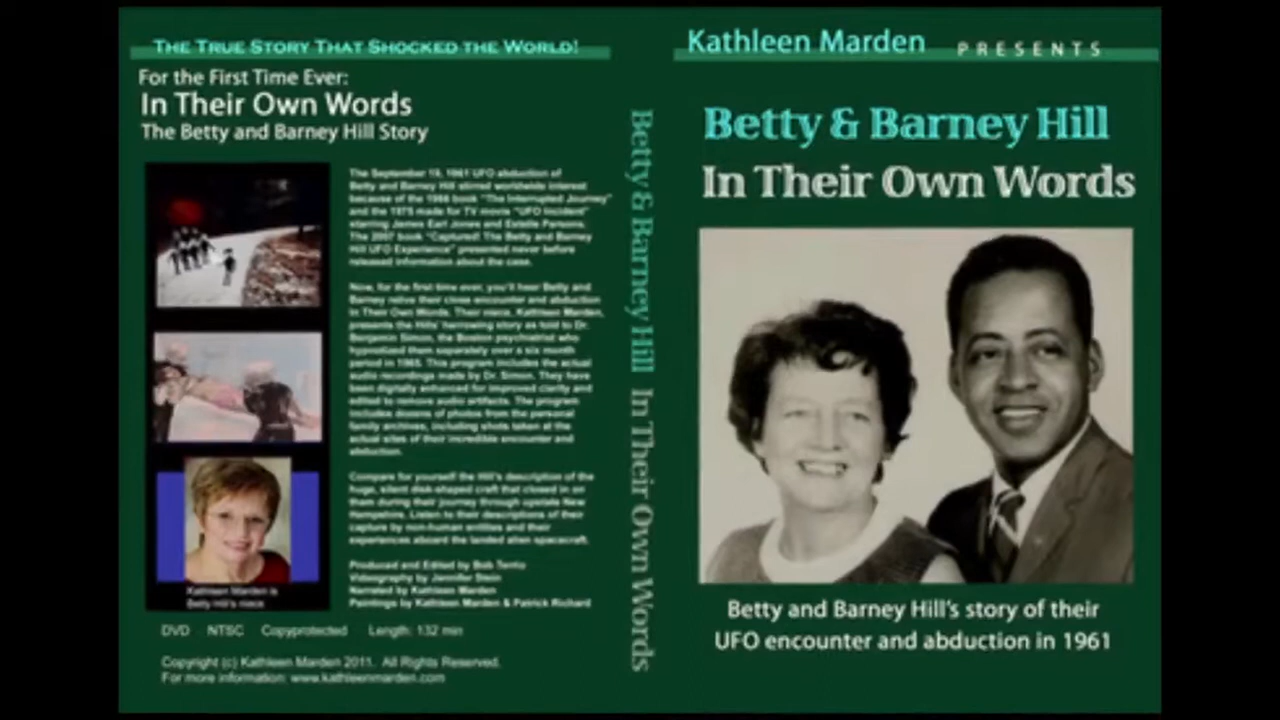 THE TRUE STORY THAT SHOCKED THE WORLD!
For the First Time Ever:
In Their Own Words
The Betty and Barney Hill Story
The September 19, 1961 UFO abduction of
Betty and Barney Hill stirred worldwide interest
because of the 1966 book "The Interrupted Journey"
and the 1975 made for TV movie "UFO Incident"
starring James Earl Jones and Estelle Parsons.
The 2007 book "Captured! The Betty and Barney
Hill UFO Experience" presented never before
released information about the case.
Now, for the first time ever, you'll hear Betty and
Barney relive their close encounter and abduction
In Their Own Words. Their niece, Kathleen Marden,
presents the Hills' harrowing story as told to Dr.
Benjamin Simon, the Boston psychiatrist who
hypnotized them separately over a six month
period in 1965. This program includes the actual
audio recordings made by Dr. Simon. They have
been digitally enhanced for improved clarity and
edited to remove audio artifacts. The program
includes dozens of photos from the personal
family archives, including shots taken at the
actual sites of their incredible encounter and
abduction.
Compare for yourself the Hill's description of the
huge, silent disk-shaped craft that closed in on
them during their journey through upstate New
Hampshire. Listen to their descriptions of their
capture by non-human entities and their
experiences aboard the landed alien spacecraft.
Produced and Edited by Bob Terrio
Videography by Jennifer Stein
Narrated by Kathleen Marden
Paintings by Kathleen Marden & Patrick Richard
Kathleen Marden is
Betty Hill's niece
DVD NTSC Copyprotected Length: 132 min
Copyright (c) Kathleen Marden 2011. All Rights Reserved.
For more information: www.kathleenmarden.com
Betty & Barney Hill In Their Own Words
Kathleen Marden PRESENTS
Betty & Barney Hill
In Their Own Words
Betty and Barney Hill's story of their
UFO encounter and abduction in 1961